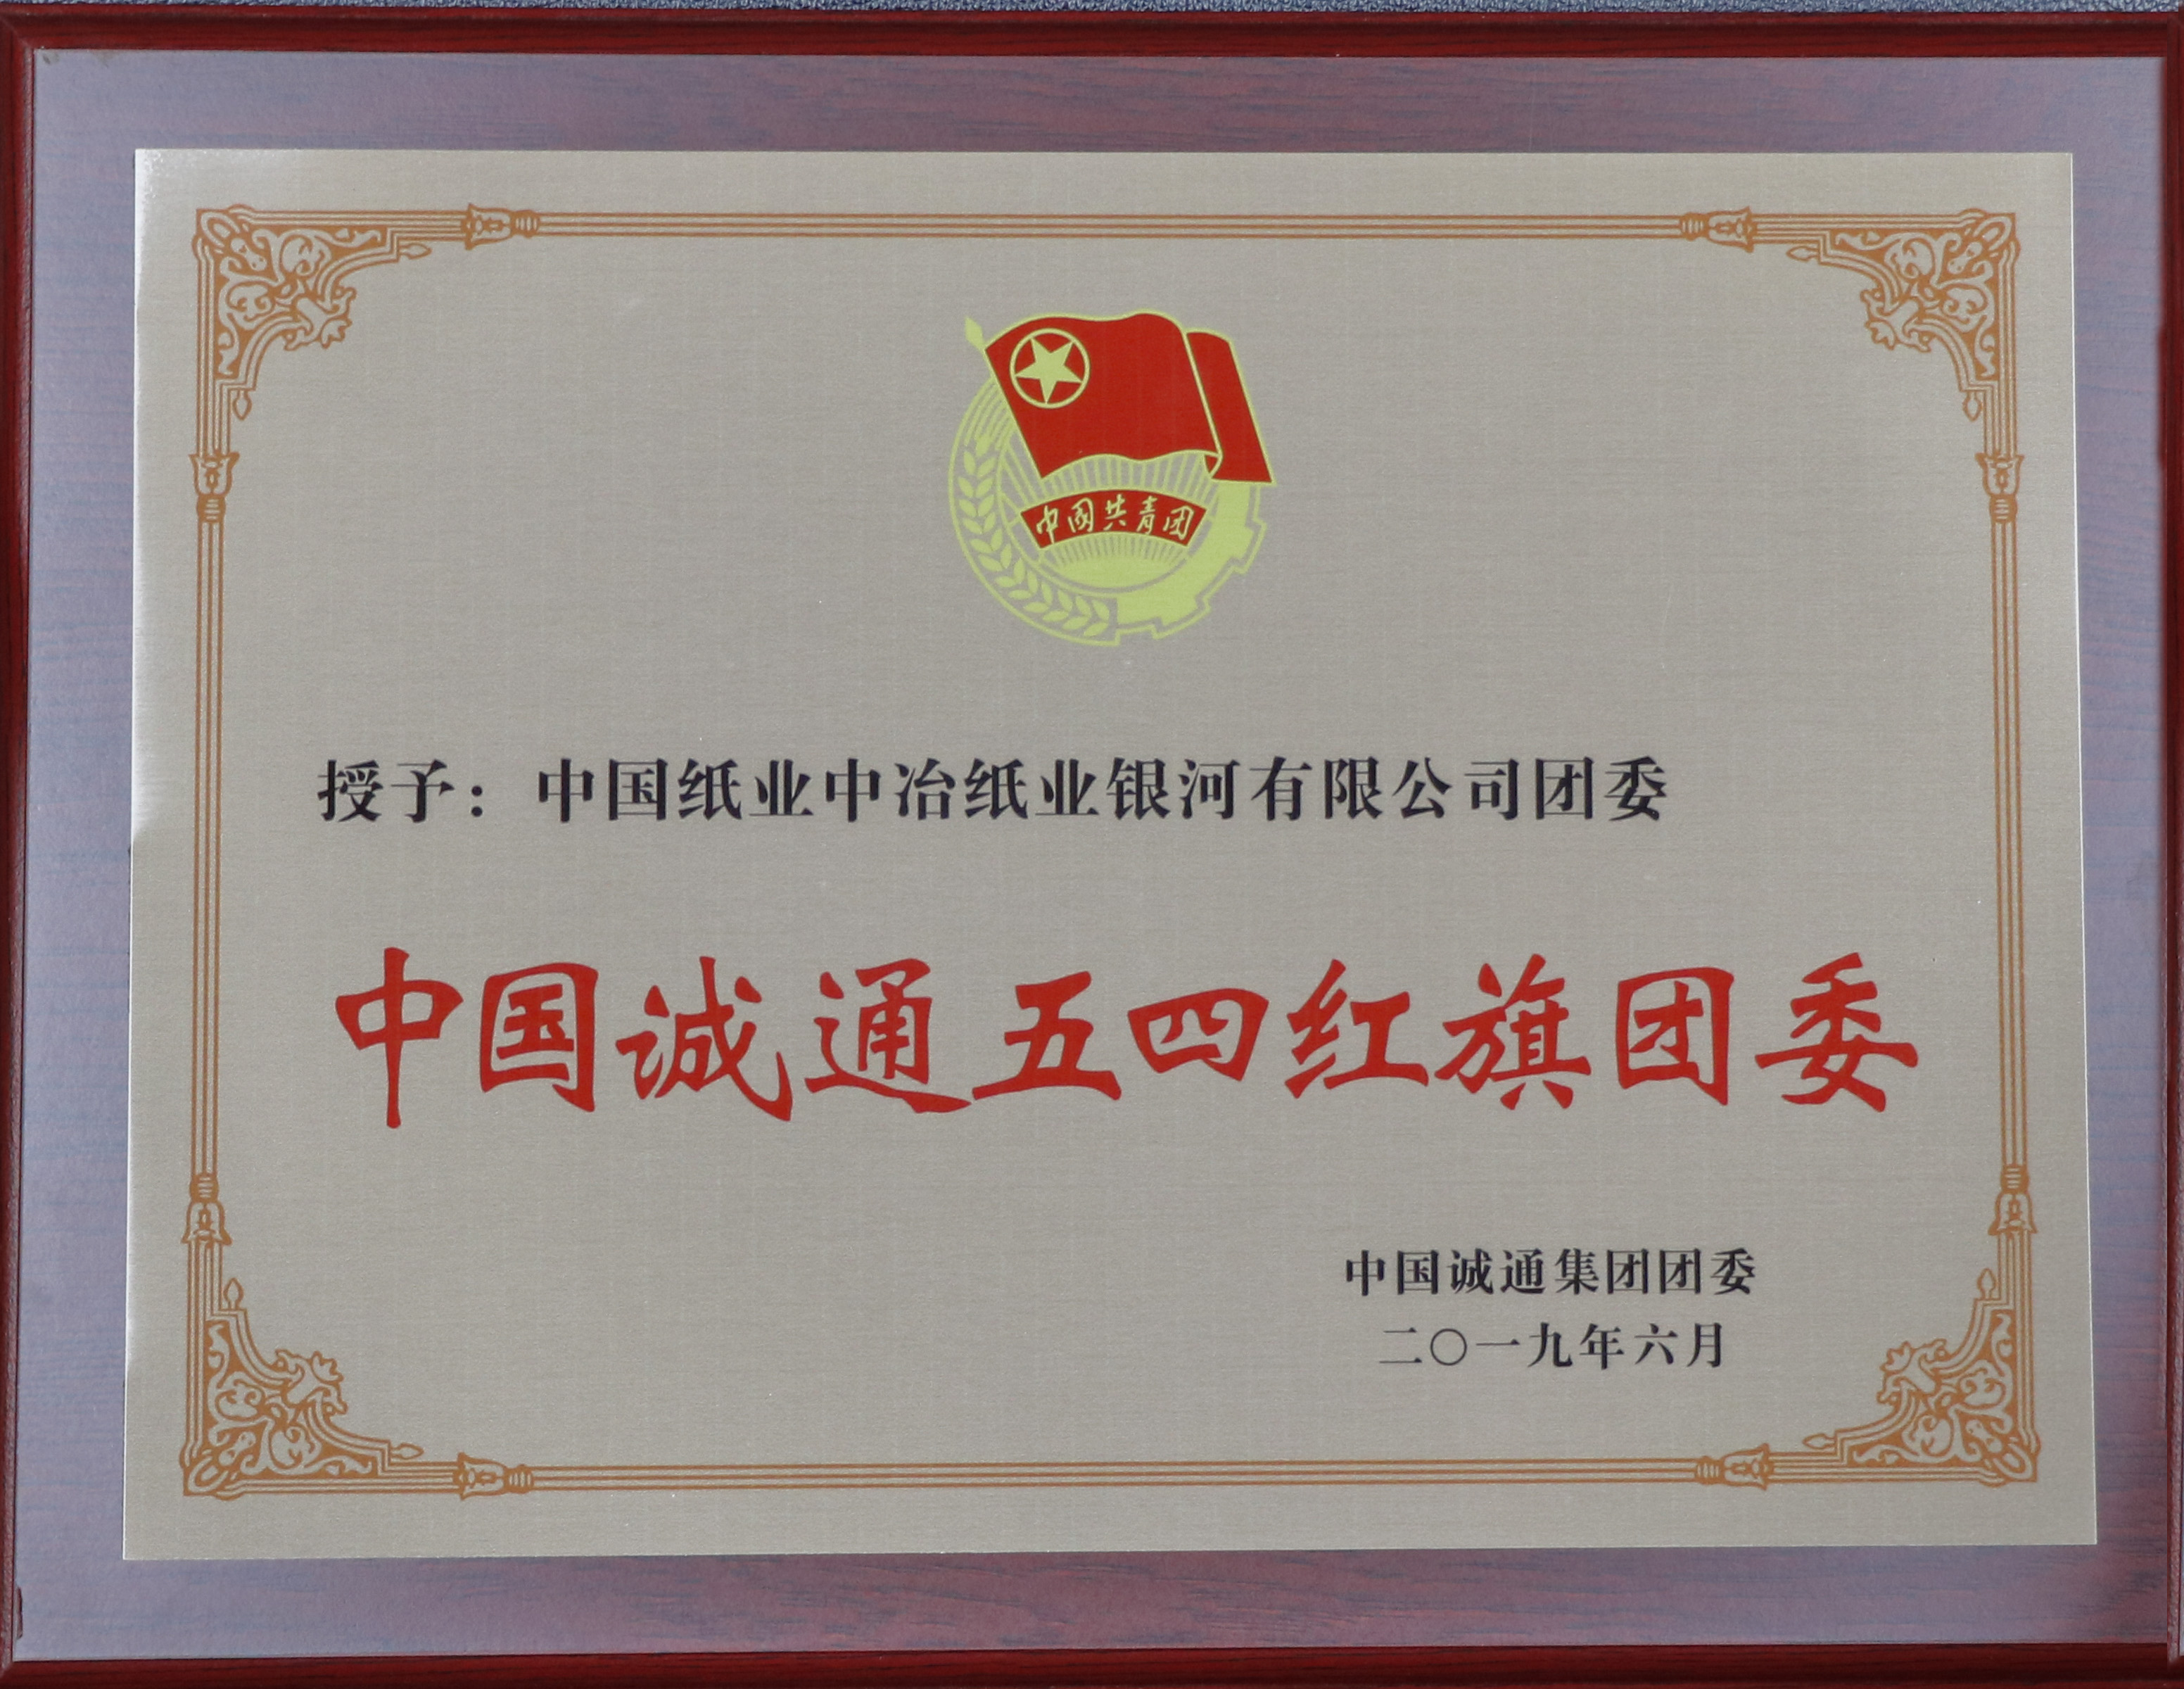 中國共青团
授予：中国纸业中冶纸业银河有限公司团委
中国诚通五四红旗团委
中国诚通集团团委
二〇一九年六月